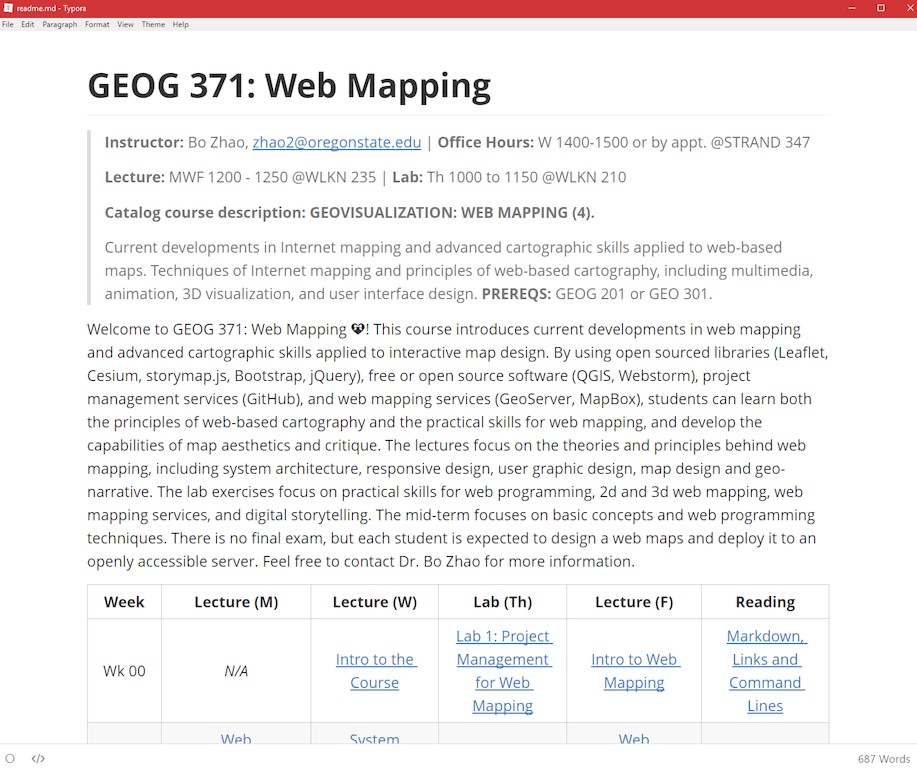 readme.md - Typora
File Edit Paragraph Format View Theme Help
GEOG 371: Web Mapping
Instructor: Bo Zhao, zhao2@oregonstate.edu | Office Hours: W 1400-1500 or by appt. @STRAND 347
Lecture: MWF 1200 - 1250 @WLKN 235 | Lab: Th 1000 to 1150 @WLKN 210
Catalog course description: GEOVISUALIZATION: WEB MAPPING (4).
Current developments in Internet mapping and advanced cartographic skills applied to web-based
maps. Techniques of Internet mapping and principles of web-based cartography, including multimedia,
animation, 3D visualization, and user interface design. PREREQS: GEOG 201 or GEO 301.
Welcome to GEOG 371: Web Mapping ! This course introduces current developments in web mapping
and advanced cartographic skills applied to interactive map design. By using open sourced libraries (Leaflet,
Cesium, storymap.js, Bootstrap, jQuery), free or open source software (QGIS, Webstorm), project
management services (GitHub), and web mapping services (GeoServer, MapBox), students can learn both
the principles of web-based cartography and the practical skills for web mapping, and develop the
capabilities of map aesthetics and critique. The lectures focus on the theories and principles behind web
mapping, including system architecture, responsive design, user graphic design, map design and geo-
narrative. The lab exercises focus on practical skills for web programming, 2d and 3d web mapping, web
mapping services, and digital storytelling. The mid-term focuses on basic concepts and web programming
techniques. There is no final exam, but each student is expected to design a web maps and deploy it to an
openly accessible server. Feel free to contact Dr. Bo Zhao for more information.
Week Lecture (M) Lecture (W) Lab (Th) Lecture (F) Reading
Wk 00
N/A
Intro to the
Course
Lab 1: Project
Management
for Web
Mapping
Intro to Web
Mapping
Markdown,
Links and
Command
Lines
Web System Web
</> 687 Words